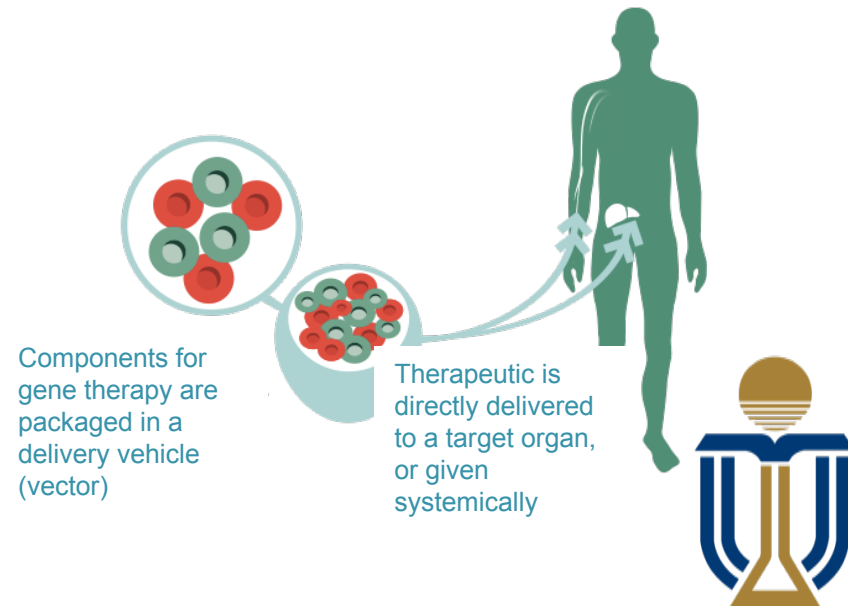 Components for
gene therapy are
packaged in a
delivery vehicle
(vector)
Therapeutic is
directly delivered
to a target organ,
or given
systemically